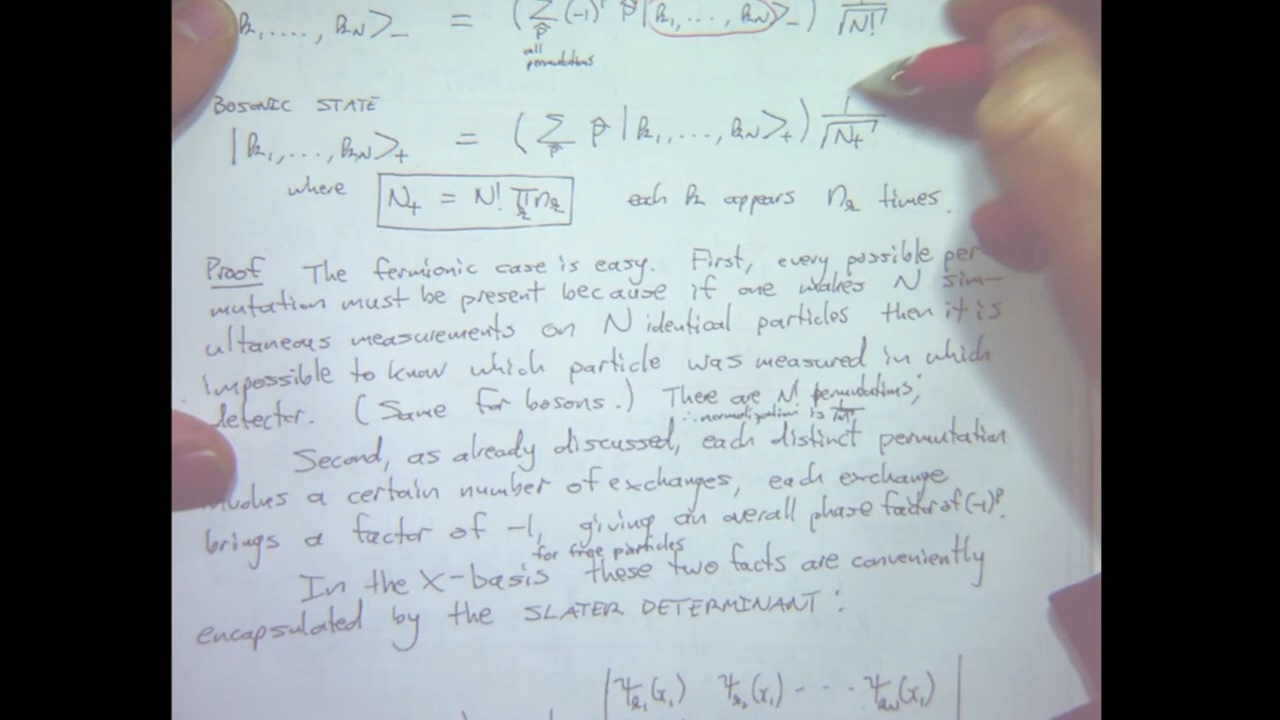 |k₁,....,k_N>₋ = (∑_P̂ (-1)^P P̂|k₁,...,k_N>₋) 1/√N!
all permutations
BOSONIC STATE
|k₁,...,k_N>₊ = (∑_P̂ P̂|k₁,...,k_N>₊) 1/√N₊
where N₊ = N! ∏_k n_k each k appears n_k times.
Proof The fermionic case is easy. First, every possible per-
mutation must be present because if one makes N sim-
ultaneous measurements on N identical particles then it is
impossible to know which particle was measured in which
detector. (Same for bosons.) There are N! permutations;
∴ normalization is 1/√N!
Second, as already discussed, each distinct permutation
involves a certain number of exchanges, each exchange
brings a factor of -1, giving an overall phase factor of (-1)^P.
for free particles
In the X-basis these two facts are conveniently
encapsulated by the SLATER DETERMINANT:
|ψ_k₁(x₁) ψ_k₂(x₁) ··· ψ_k_N(x₁)|